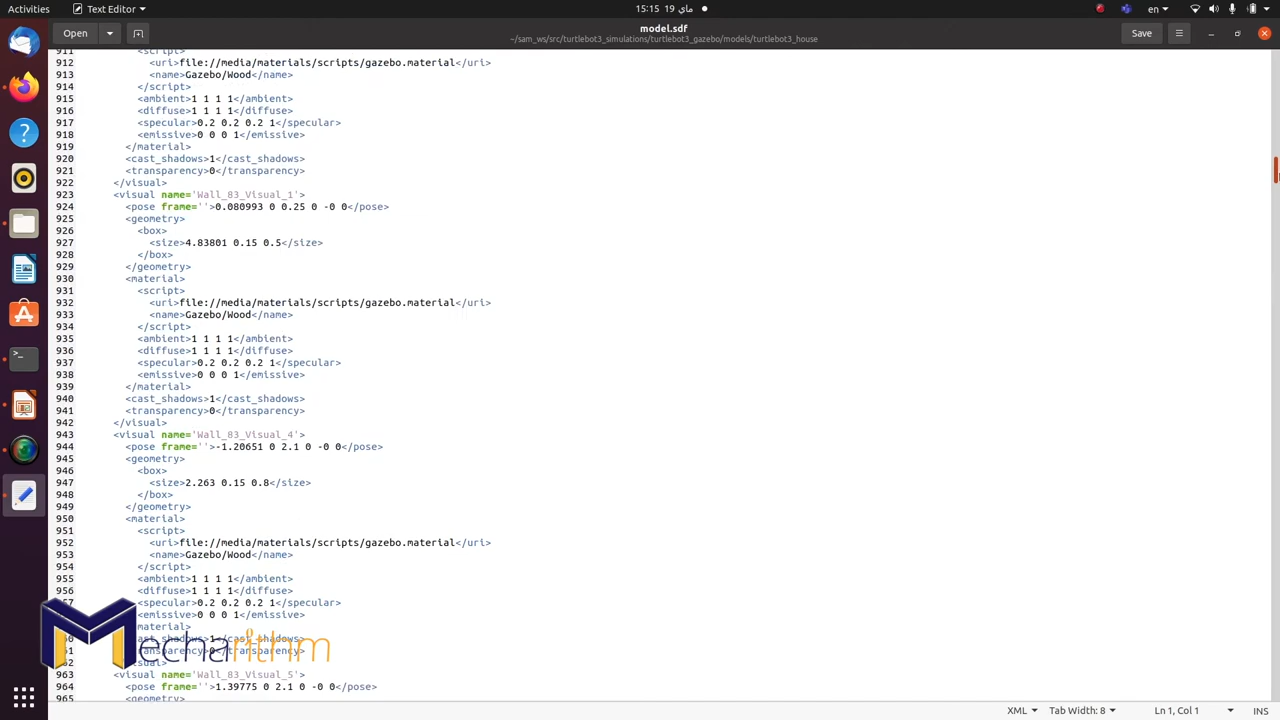 Activities
Text Editor
15:15 19 ماي
en
Open
model.sdf
~/sam_ws/src/turtlebot3_simulations/turtlebot3_gazebo/models/turtlebot3_house
Save
911 <script>
912 <uri>file://media/materials/scripts/gazebo.material</uri>
913 <name>Gazebo/Wood</name>
914 </script>
915 <ambient>1 1 1 1</ambient>
916 <diffuse>1 1 1 1</diffuse>
917 <specular>0.2 0.2 0.2 1</specular>
918 <emissive>0 0 0 1</emissive>
919 </material>
920 <cast_shadows>1</cast_shadows>
921 <transparency>0</transparency>
922 </visual>
923 <visual name='Wall_83_Visual_1'>
924 <pose frame=''>0.080993 0 0.25 0 -0 0</pose>
925 <geometry>
926 <box>
927 <size>4.83801 0.15 0.5</size>
928 </box>
929 </geometry>
930 <material>
931 <script>
932 <uri>file://media/materials/scripts/gazebo.material</uri>
933 <name>Gazebo/Wood</name>
934 </script>
935 <ambient>1 1 1 1</ambient>
936 <diffuse>1 1 1 1</diffuse>
937 <specular>0.2 0.2 0.2 1</specular>
938 <emissive>0 0 0 1</emissive>
939 </material>
940 <cast_shadows>1</cast_shadows>
941 <transparency>0</transparency>
942 </visual>
943 <visual name='Wall_83_Visual_4'>
944 <pose frame=''>-1.20651 0 2.1 0 -0 0</pose>
945 <geometry>
946 <box>
947 <size>2.263 0.15 0.8</size>
948 </box>
949 </geometry>
950 <material>
951 <script>
952 <uri>file://media/materials/scripts/gazebo.material</uri>
953 <name>Gazebo/Wood</name>
954 </script>
955 <ambient>1 1 1 1</ambient>
956 <diffuse>1 1 1 1</diffuse>
<specular>0.2 0.2 0.2 1</specular>
<emissive>0 0 0 1</emissive>
material>
Mecharithm
963 <visual name='Wall_83_Visual_5'>
964 <pose frame=''>1.39775 0 2.1 0 -0 0</pose>
965 <geometry>
XML
Tab Width: 8
Ln 1, Col 1
INS